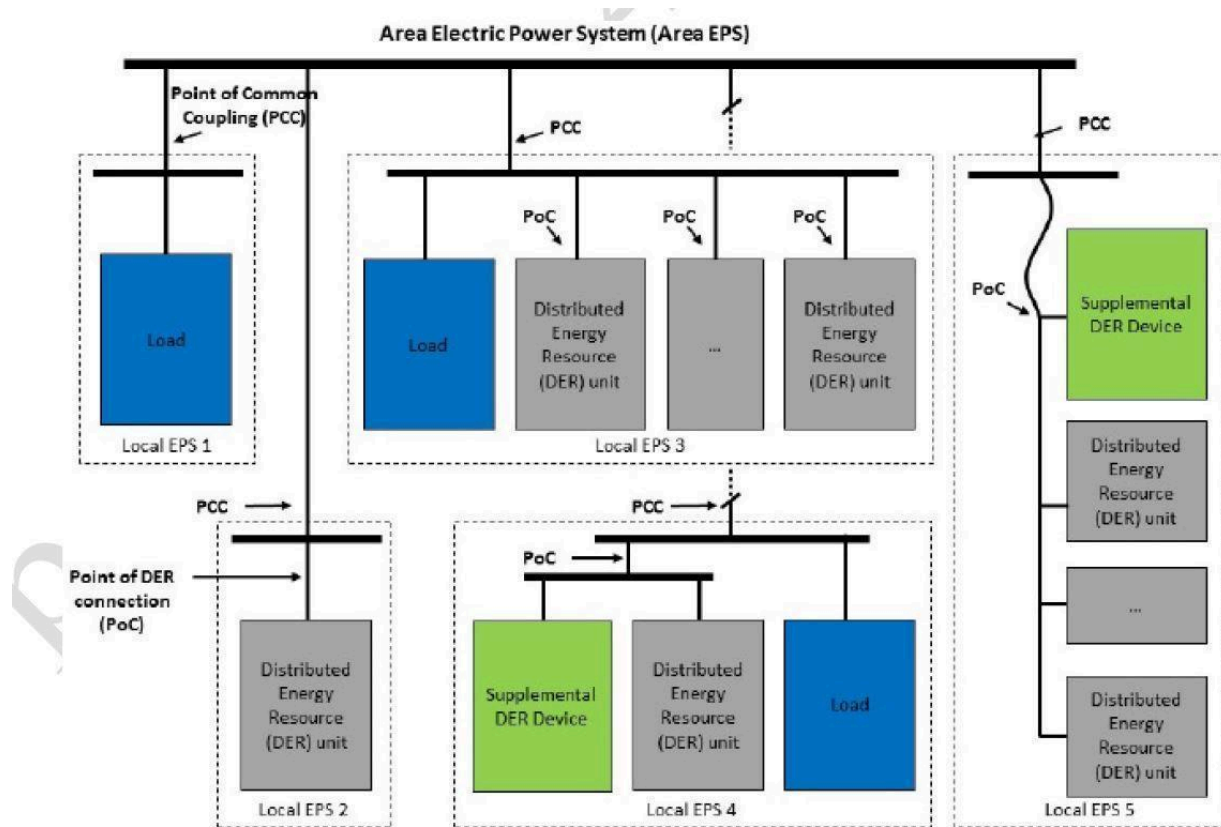 Area Electric Power System (Area EPS)
Point of Common
Coupling (PCC)
PCC
PCC
PoC
PoC
PoC
Load
Load
Distributed
Energy
Resource
(DER) unit
...
Distributed
Energy
Resource
(DER) unit
Local EPS 1
Local EPS 3
PoC
Supplemental
DER Device
Distributed
Energy
Resource
(DER) unit
...
Distributed
Energy
Resource
(DER) unit
Local EPS 5
PCC
Point of DER
connection
(PoC)
Distributed
Energy
Resource
(DER) unit
Local EPS 2
PCC
PoC
Supplemental
DER Device
Distributed
Energy
Resource
(DER) unit
Load
Local EPS 4